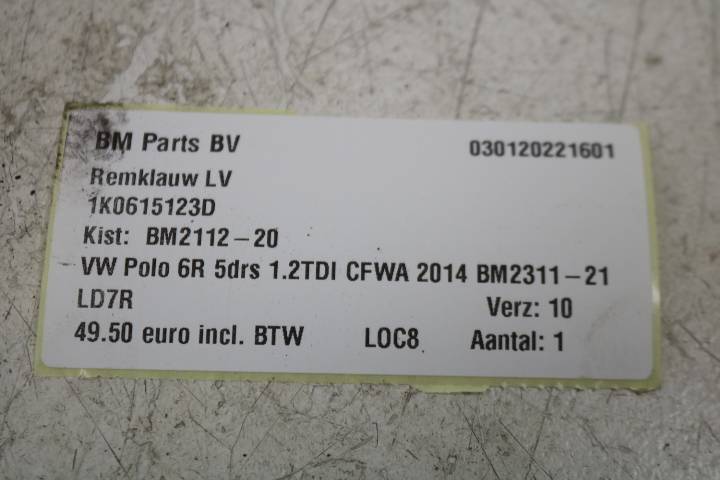 BM Parts BV 030120221601
Remklauw LV
1K0615123D
Kist: BM2112-20
VW Polo 6R 5drs 1.2TDI CFWA 2014 BM2311-21
LD7R Verz: 10
49.50 euro incl. BTW LOC8 Aantal: 1